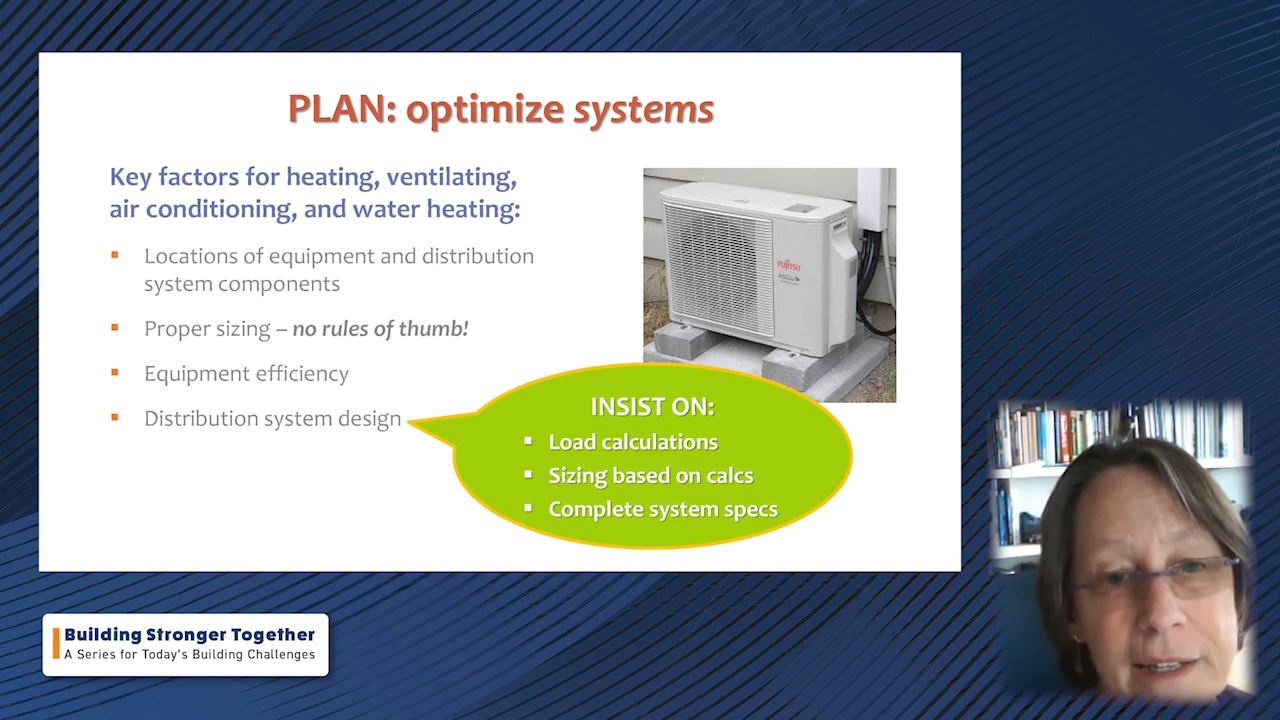 PLAN: optimize systems
Key factors for heating, ventilating,
air conditioning, and water heating:
▪ Locations of equipment and distribution
system components
▪ Proper sizing – no rules of thumb!
▪ Equipment efficiency
▪ Distribution system design
FUJITSU
INSIST ON:
▪ Load calculations
▪ Sizing based on calcs
▪ Complete system specs
Building Stronger Together
A Series for Today's Building Challenges